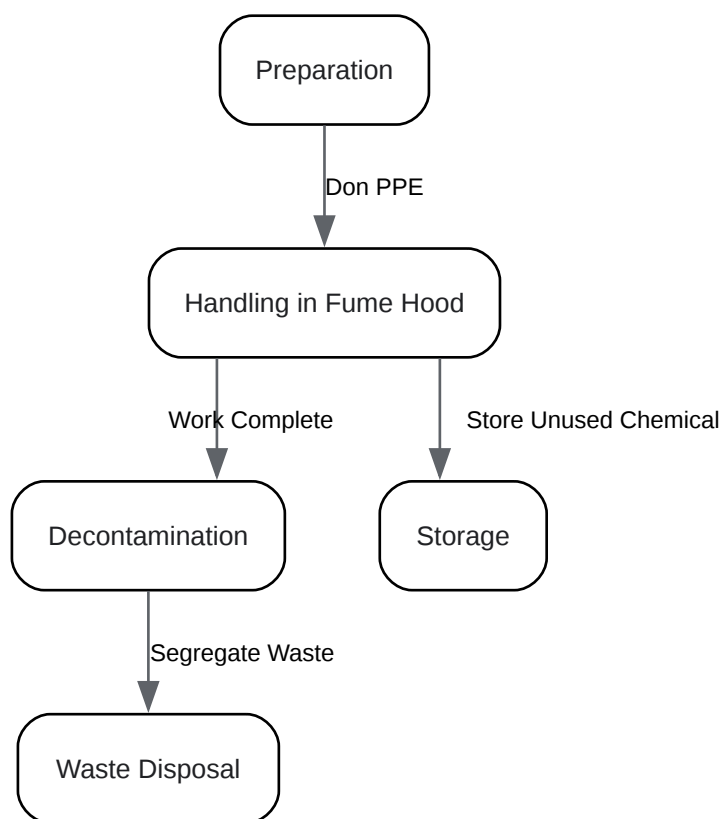 Preparation
Don PPE
Handling in Fume Hood
Work Complete
Store Unused Chemical
Decontamination
Storage
Segregate Waste
Waste Disposal